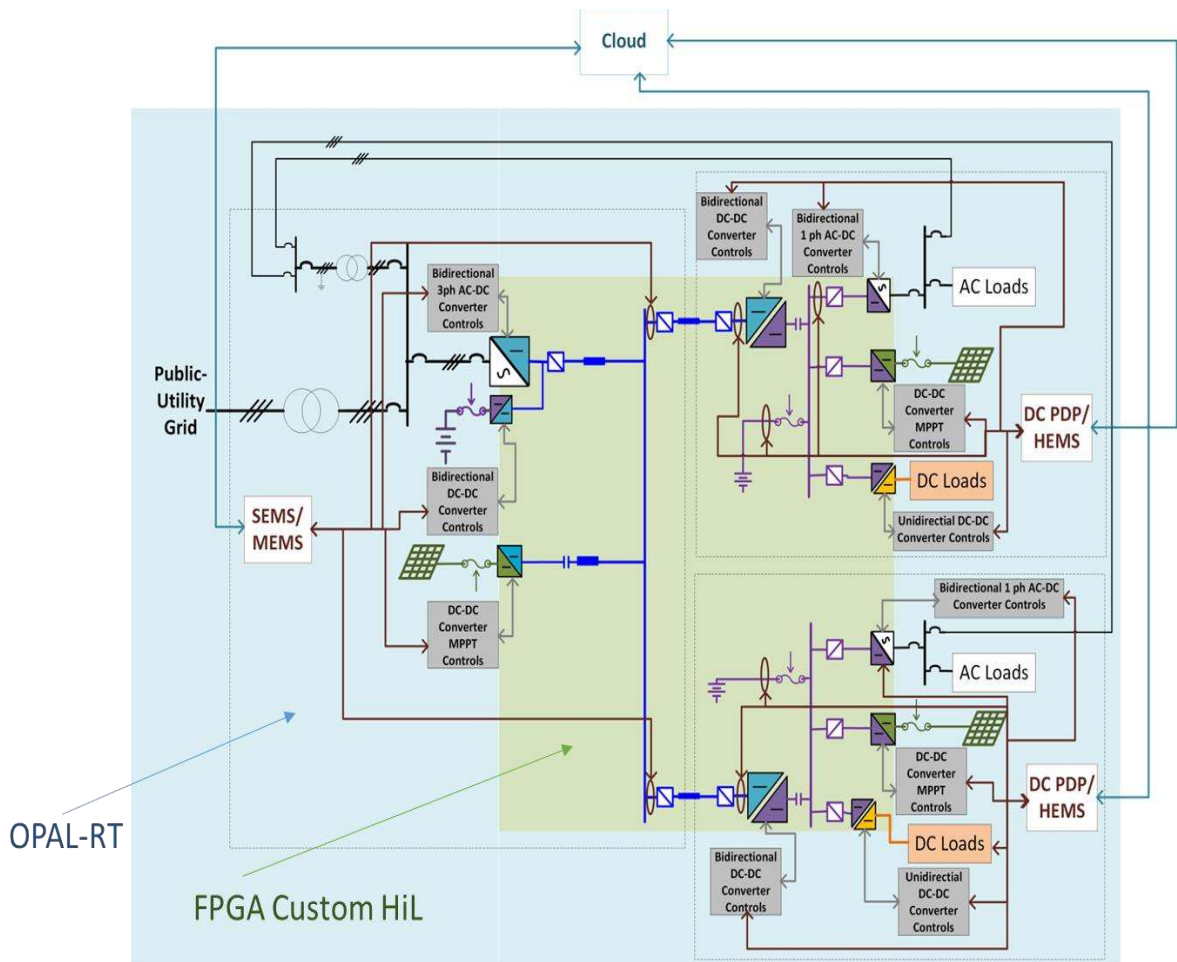 Cloud
Bidirectional
DC-DC
Converter
Controls
Bidirectional
1 ph AC-DC
Converter
Controls
AC Loads
Bidirectional
3ph AC-DC
Converter
Controls
S
S
Public-
Utility
Grid
DC-DC
Converter
MPPT
Controls
DC PDP/
HEMS
DC Loads
Unidirectial DC-DC
Converter Controls
Bidirectional
DC-DC
Converter
Controls
SEMS/
MEMS
DC-DC
Converter
MPPT
Controls
Bidirectional 1 ph AC-DC
Converter Controls
S
AC Loads
DC-DC
Converter
MPPT
Controls
DC PDP/
HEMS
DC Loads
Bidirectional
DC-DC
Converter
Controls
Unidirectial
DC-DC
Converter
Controls
OPAL-RT
FPGA Custom HiL